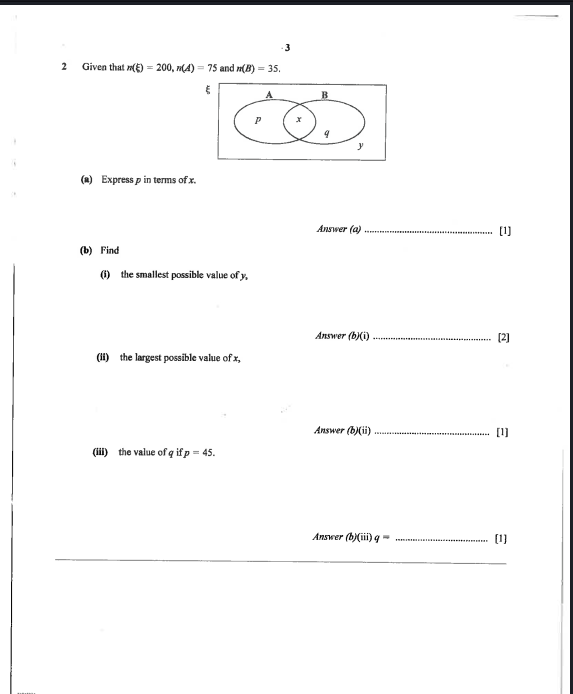 3
2 Given that n(ξ) = 200, n(A) = 75 and n(B) = 35.
ξ
A B
p x
q
y
(a) Express p in terms of x.
Answer (a) ...................................................... [1]
(b) Find
(i) the smallest possible value of y,
Answer (b)(i) ................................................. [2]
(ii) the largest possible value of x,
Answer (b)(ii) ................................................ [1]
(iii) the value of q if p = 45.
Answer (b)(iii) q = ...................................... [1]